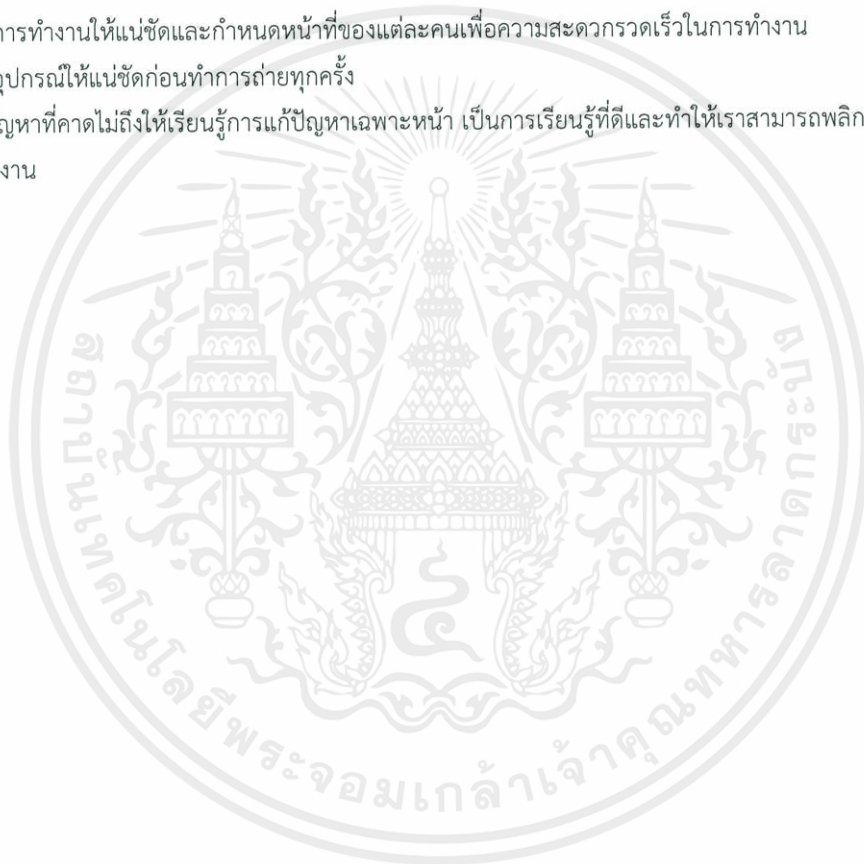 การทำงานให้แน่ชัดและกำหนดหน้าที่ของแต่ละคนเพื่อความสะดวกรวดเร็วในการทำงาน
อุปกรณ์ให้แน่ชัดก่อนทำการถ่ายทุกครั้ง
ญหาที่คาดไม่ถึงให้เรียนรู้การแก้ปัญหาเฉพาะหน้า เป็นการเรียนรู้ที่ดีและทำให้เราสามารถพลิก
งาน
สถาบันเทคโนโลยีพระจอมเกล้าเจ้าคุณทหารลาดกระบัง
๔